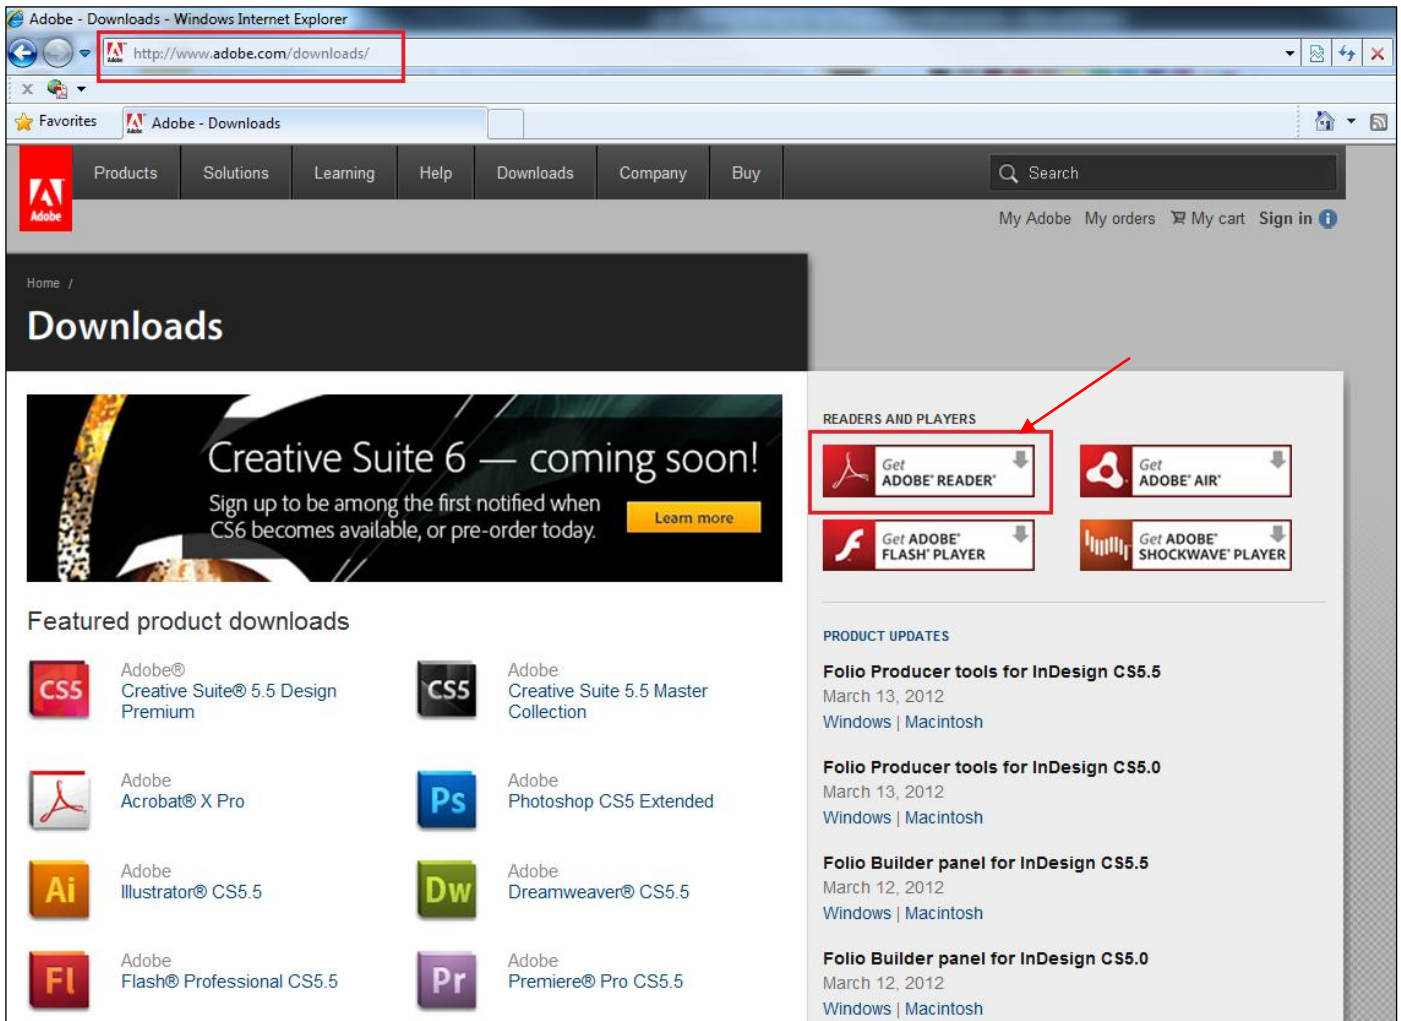 Adobe - Downloads - Windows Internet Explorer
http://www.adobe.com/downloads/
Favorites
Adobe - Downloads
Products Solutions Learning Help Downloads Company Buy
Search
Adobe
My Adobe My orders My cart Sign in
Home /
Downloads
Creative Suite 6 — coming soon!
Sign up to be among the first notified when
CS6 becomes available, or pre-order today.
Learn more
Featured product downloads
CS5
Adobe®
Creative Suite® 5.5 Design
Premium
CS5
Adobe
Creative Suite 5.5 Master
Collection
Adobe
Acrobat® X Pro
Ps
Adobe
Photoshop CS5 Extended
Ai
Adobe
Illustrator® CS5.5
Dw
Adobe
Dreamweaver® CS5.5
Fl
Adobe
Flash® Professional CS5.5
Pr
Adobe
Premiere® Pro CS5.5
READERS AND PLAYERS
Get
ADOBE® READER®
Get
ADOBE® AIR®
Get ADOBE®
FLASH® PLAYER
Get ADOBE®
SHOCKWAVE® PLAYER
PRODUCT UPDATES
Folio Producer tools for InDesign CS5.5
March 13, 2012
Windows | Macintosh
Folio Producer tools for InDesign CS5.0
March 13, 2012
Windows | Macintosh
Folio Builder panel for InDesign CS5.5
March 12, 2012
Windows | Macintosh
Folio Builder panel for InDesign CS5.0
March 12, 2012
Windows | Macintosh